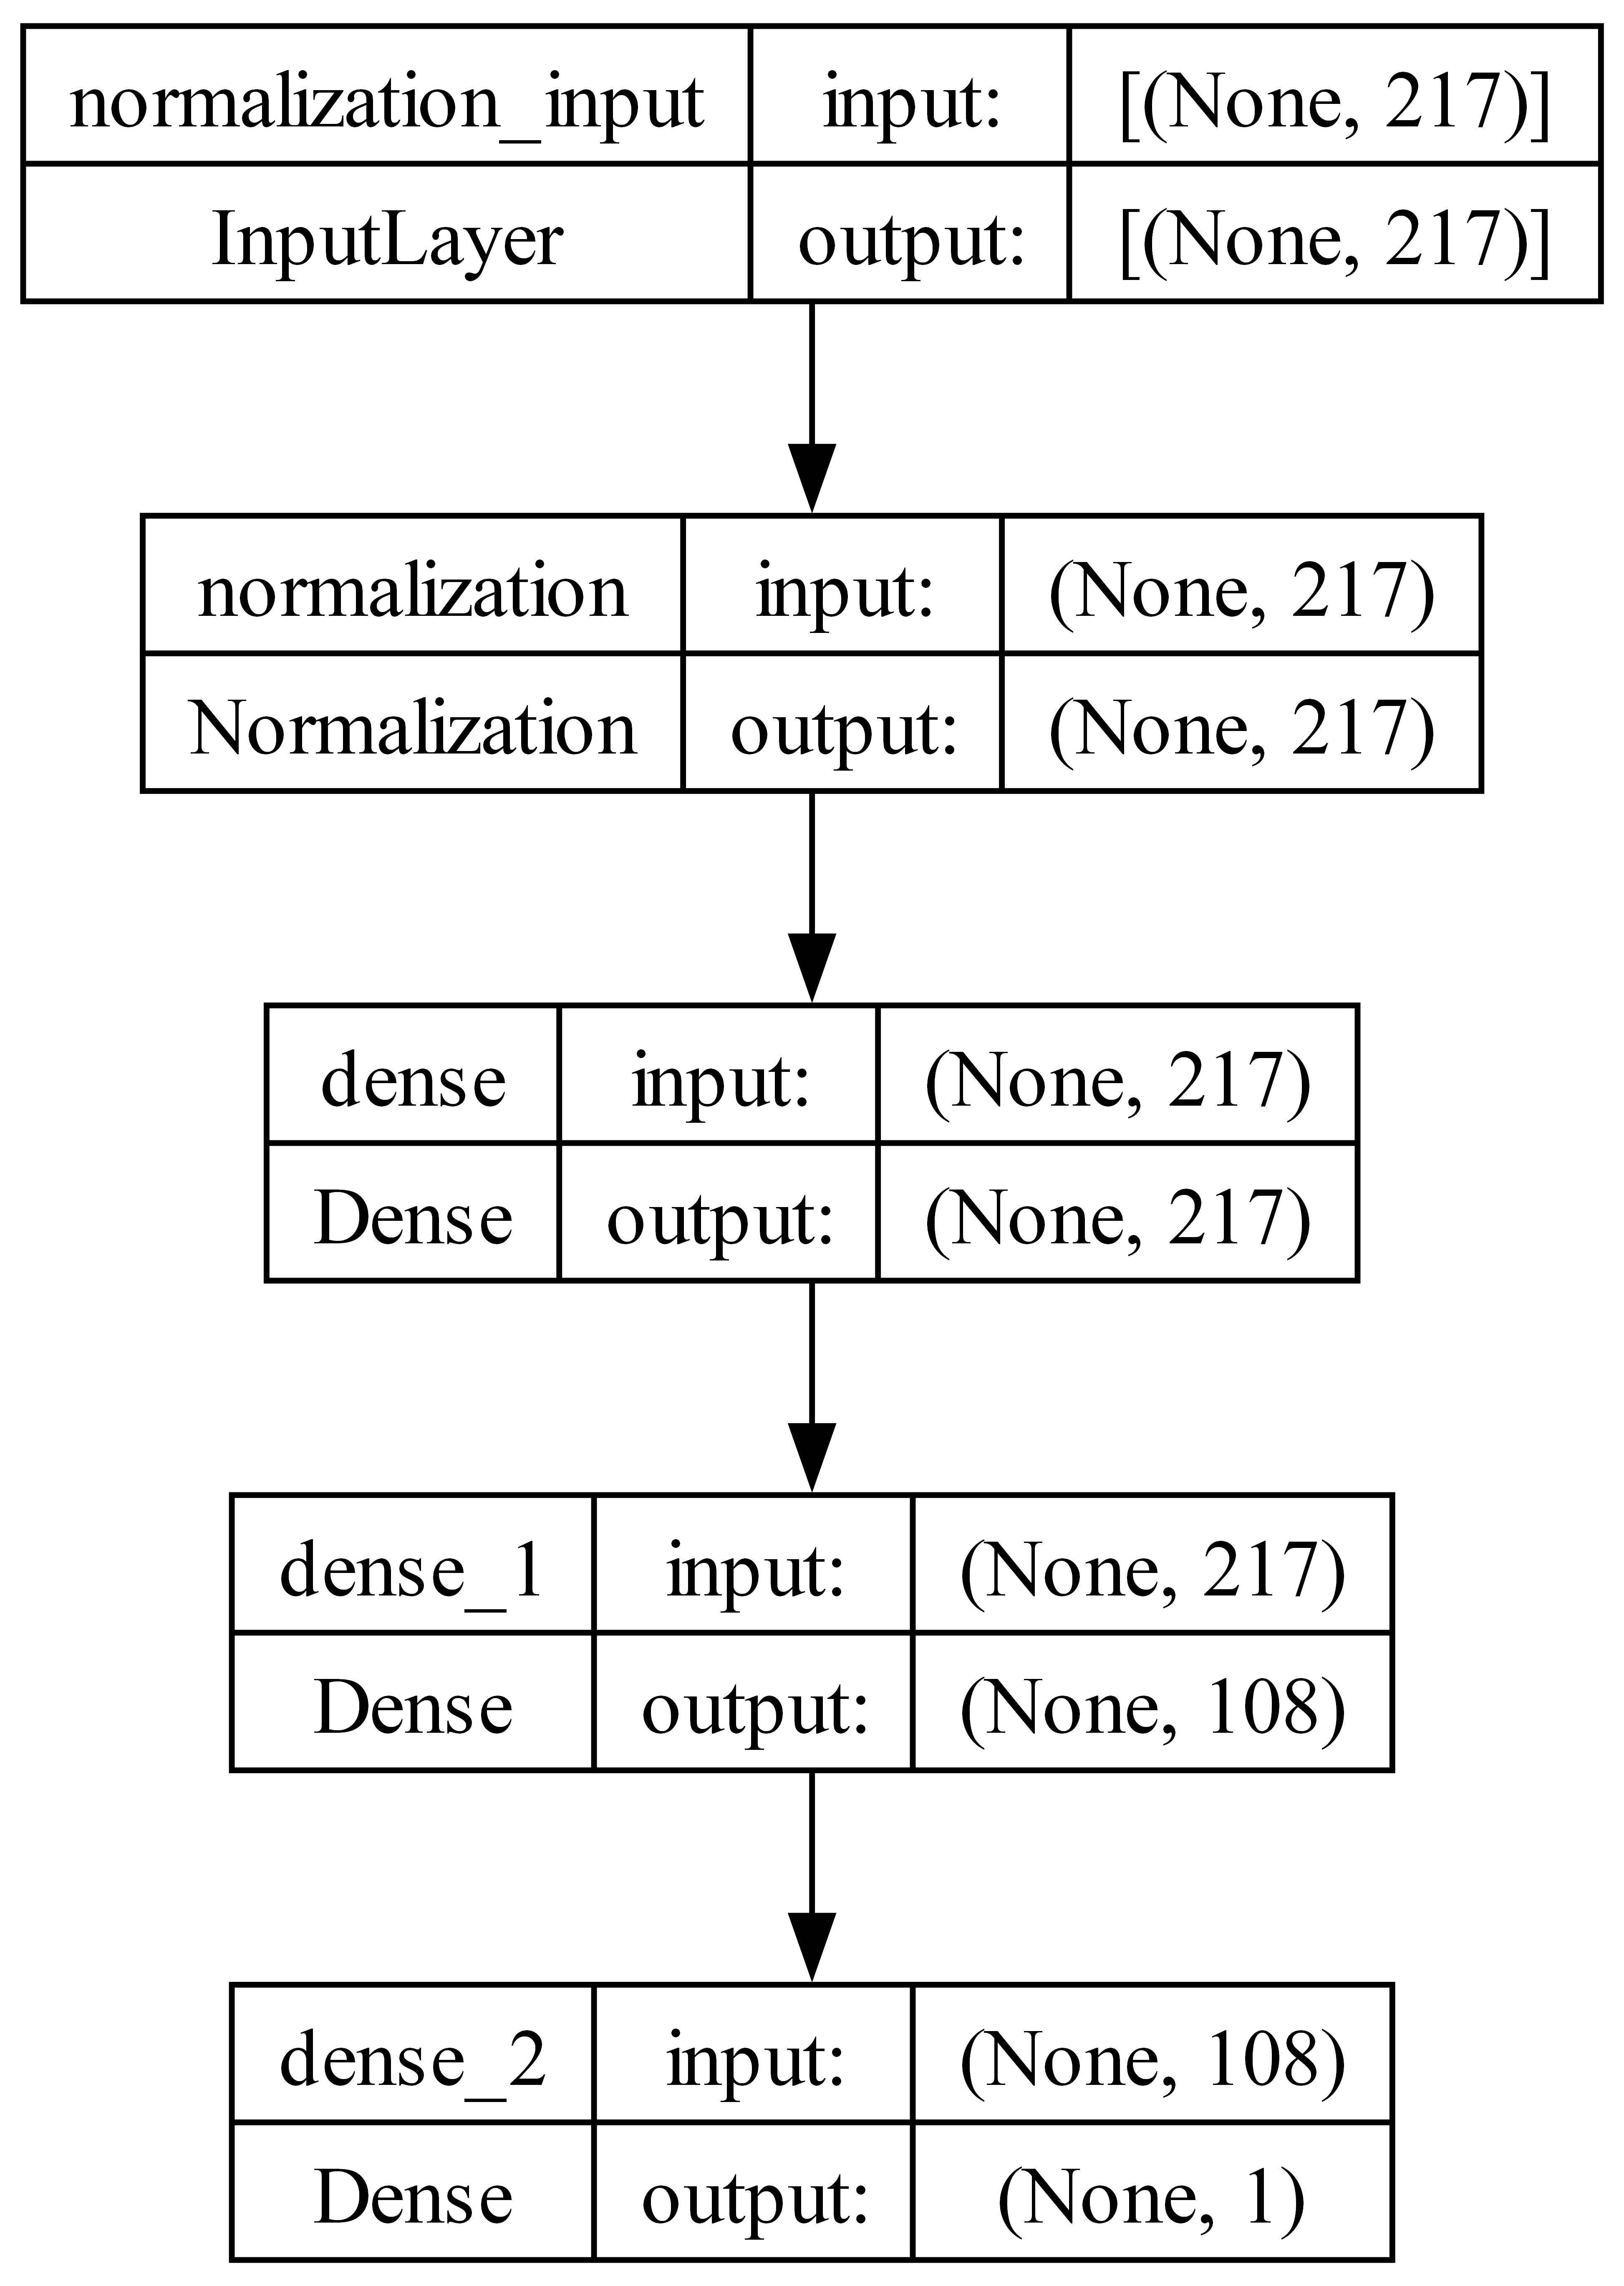 normalization_input input: [(None, 217)]
InputLayer output: [(None, 217)]
normalization input: (None, 217)
Normalization output: (None, 217)
dense input: (None, 217)
Dense output: (None, 217)
dense_1 input: (None, 217)
Dense output: (None, 108)
dense_2 input: (None, 108)
Dense output: (None, 1)